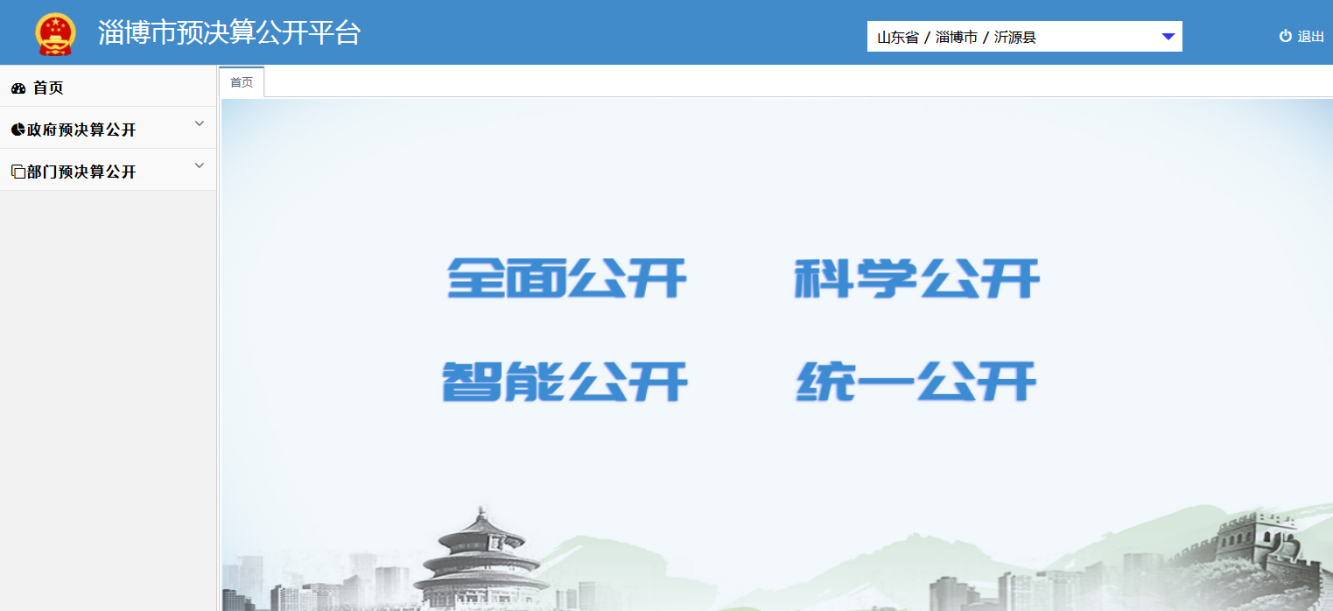 淄博市预决算公开平台
山东省 / 淄博市 / 沂源县
退出
首页
政府预决算公开
部门预决算公开
首页
全面公开 科学公开
智能公开 统一公开